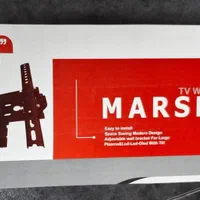 ”
TV W
MARS
Easy to install
Space Saving Modern Design
Adjustable wall bracket For Large
Plasma&Lcd-Led-Oled With Tilt